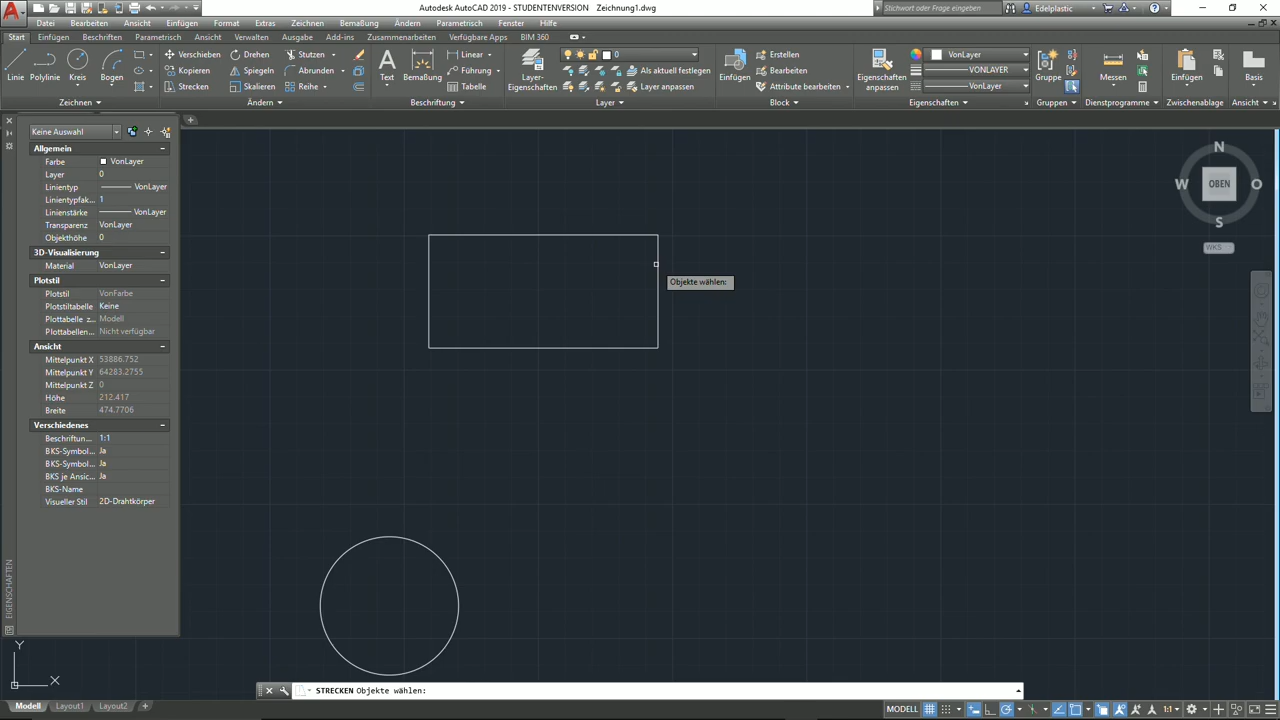 Autodesk AutoCAD 2019 - STUDENTENVERSION Zeichnung1.dwg
Stichwort oder Frage eingeben
Edelplastic
Datei Bearbeiten Ansicht Einfügen Format Extras Zeichnen Bemaßung Ändern Parametrisch Fenster Hilfe
Start Einfügen Beschriften Parametrisch Ansicht Verwalten Ausgabe Add-ins Zusammenarbeiten Verfügbare Apps BIM 360
Linie Polylinie Kreis Bogen
Verschieben Drehen Stutzen
Kopieren Spiegeln Abrunden
Strecken Skalieren Reihe
Text Bemaßung
Linear
Führung
Tabelle
Layer-
Eigenschaften
0
Als aktuell festlegen
Layer anpassen
Einfügen
Erstellen
Bearbeiten
Attribute bearbeiten
Eigenschaften
anpassen
VonLayer
VONLAYER
VonLayer
Gruppe
Messen
Einfügen
Basis
Zeichnen Ändern Beschriftung Layer Block Eigenschaften Gruppen Dienstprogramme Zwischenablage Ansicht
Keine Auswahl
Allgemein
Farbe VonLayer
Layer 0
Linientyp VonLayer
Linientypfak... 1
Linienstärke VonLayer
Transparenz VonLayer
Objekthöhe 0
3D-Visualisierung
Material VonLayer
Plotstil
Plotstil VonFarbe
Plotstiltabelle Keine
Plottabelle z... Modell
Plottabellen... Nicht verfügbar
Ansicht
Mittelpunkt X 53886.752
Mittelpunkt Y 64283.2755
Mittelpunkt Z 0
Höhe 212.417
Breite 474.7706
Verschiedenes
Beschriftun... 1:1
BKS-Symbol... Ja
BKS-Symbol... Ja
BKS je Ansic... Ja
BKS-Name
Visueller Stil 2D-Drahtkörper
EIGENSCHAFTEN
Objekte wählen:
N
W OBEN O
S
WKS
Y
X
STRECKEN Objekte wählen:
Modell Layout1 Layout2 +
MODELL
1:1